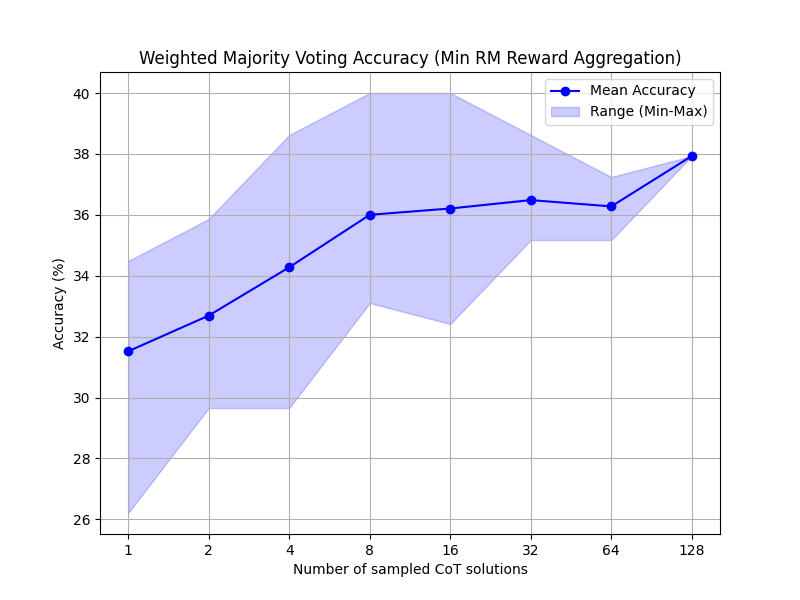 Weighted Majority Voting Accuracy (Min RM Reward Aggregation)
Mean Accuracy
Range (Min-Max)
40
38
36
34
32
30
28
26
Accuracy (%)
1 2 4 8 16 32 64 128
Number of sampled CoT solutions